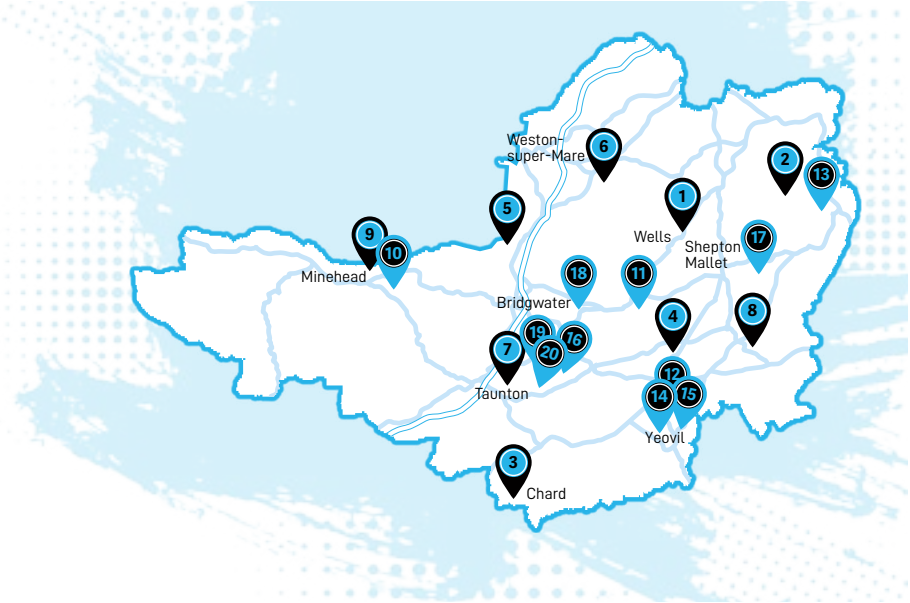 Weston-
super-Mare
6
2
13
1
5
Wells
17
Shepton
Mallet
9
10
Minehead
18
11
Bridgwater
4
8
19
16
7
20
Taunton
12
14
15
Yeovil
3
Chard